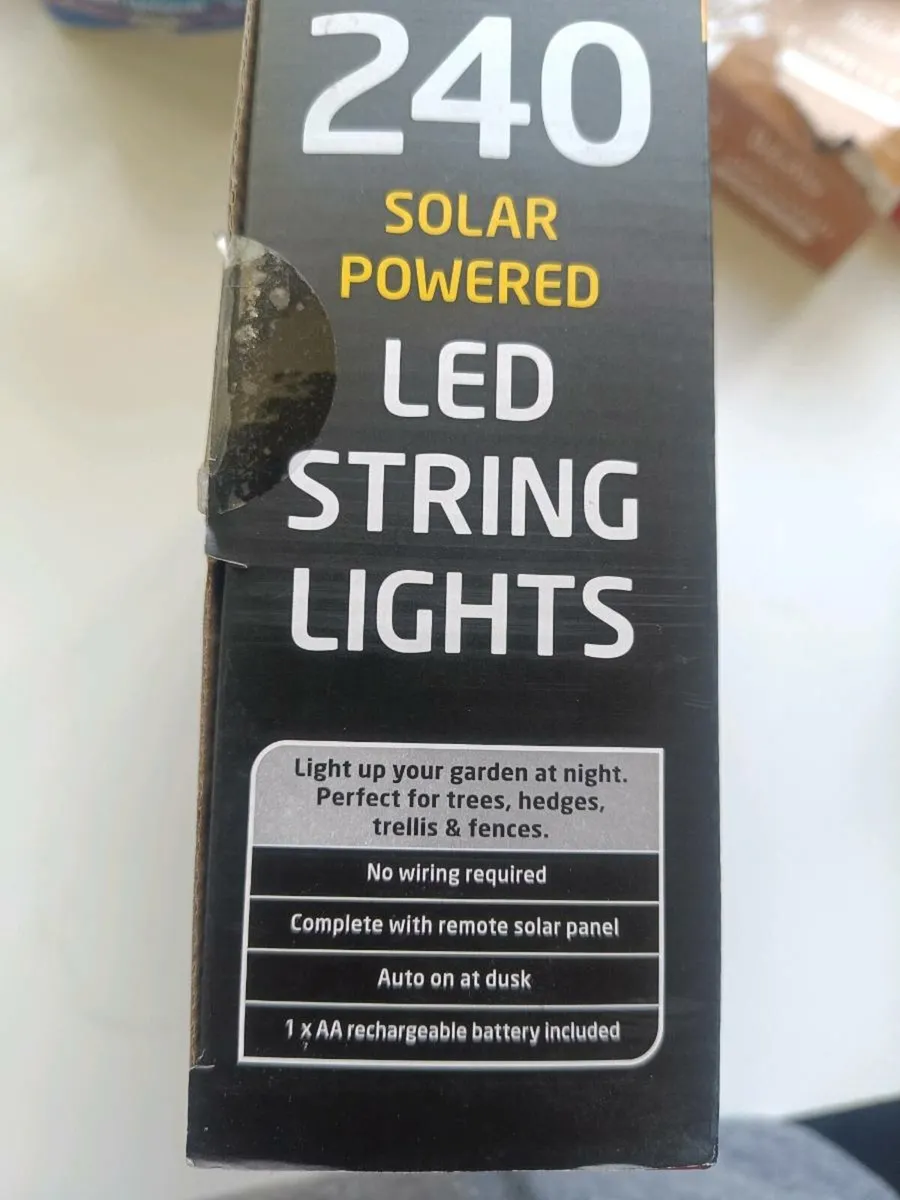 240
SOLAR
POWERED
LED
STRING
LIGHTS
Light up your garden at night.
Perfect for trees, hedges,
trellis & fences.
No wiring required
Complete with remote solar panel
Auto on at dusk
1 x AA rechargeable battery included